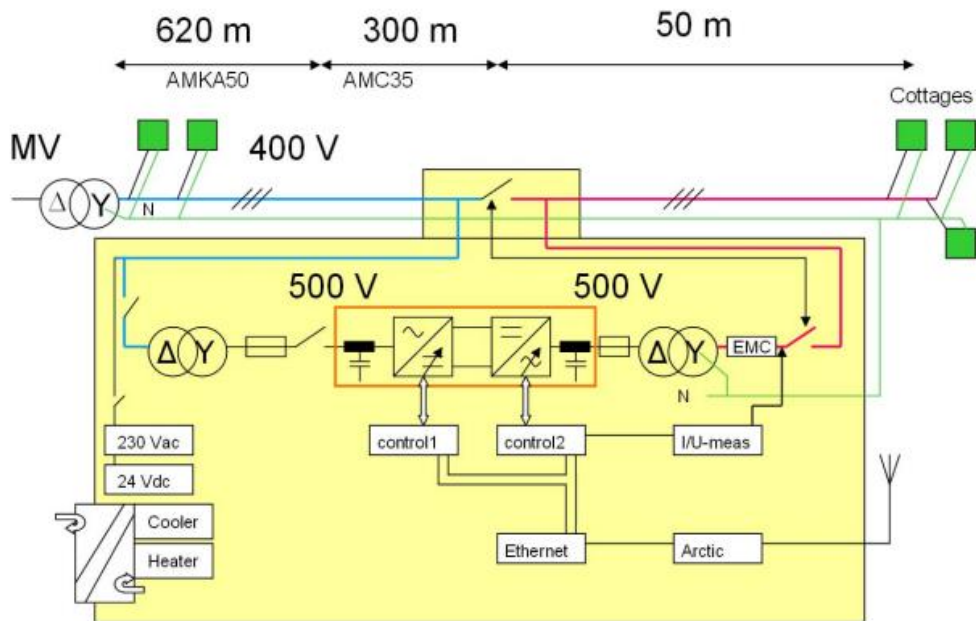 620 m 300 m 50 m
AMKA50 AMC35
Cottages
MV 400 V
Δ Y N
500 V 500 V
Δ Y Δ Y EMC
N
230 Vac control1 control2 I/U-meas
24 Vdc
Cooler
Heater Ethernet Arctic